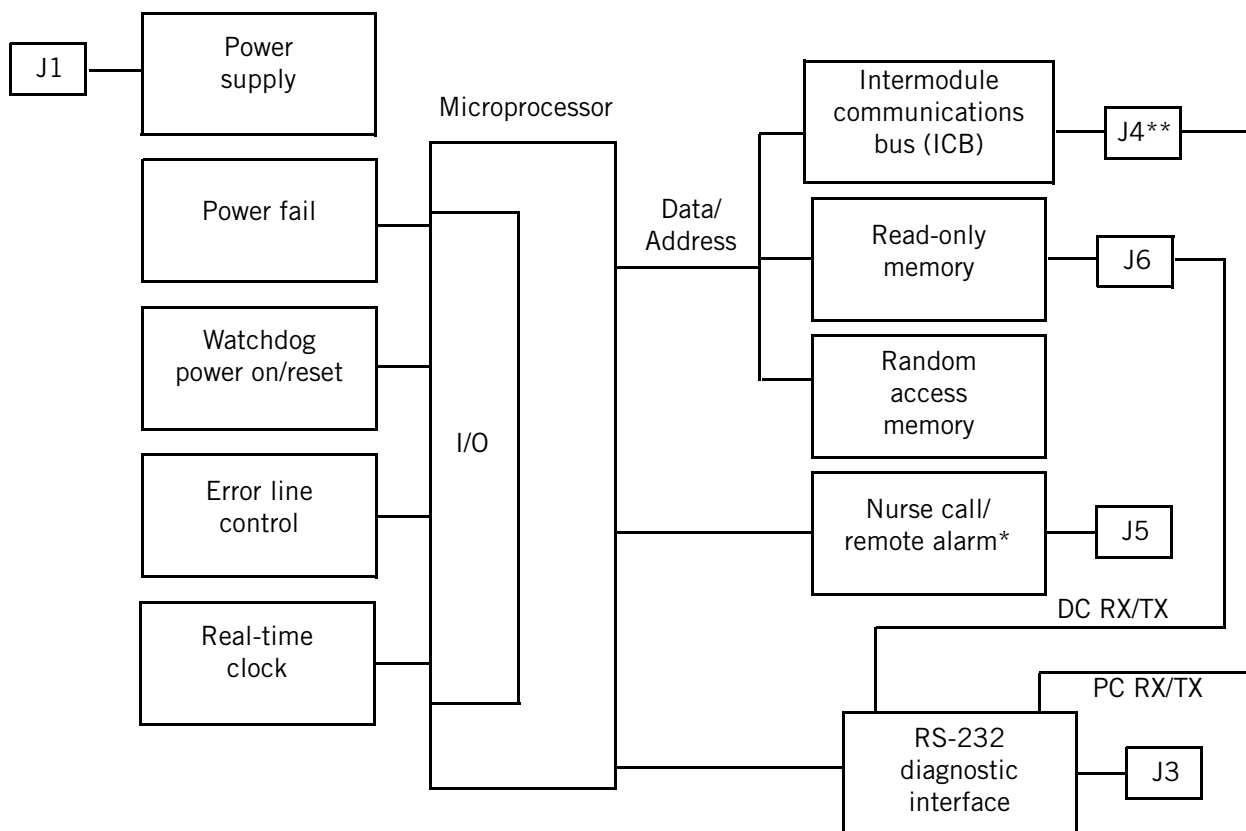 J1
Power
supply
Power fail
Watchdog
power on/reset
Error line
control
Real-time
clock
Microprocessor
I/O
Data/
Address
Intermodule
communications
bus (ICB)
J4**
Read-only
memory
J6
Random
access
memory
Nurse call/
remote alarm*
J5
DC RX/TX
PC RX/TX
RS-232
diagnostic
interface
J3